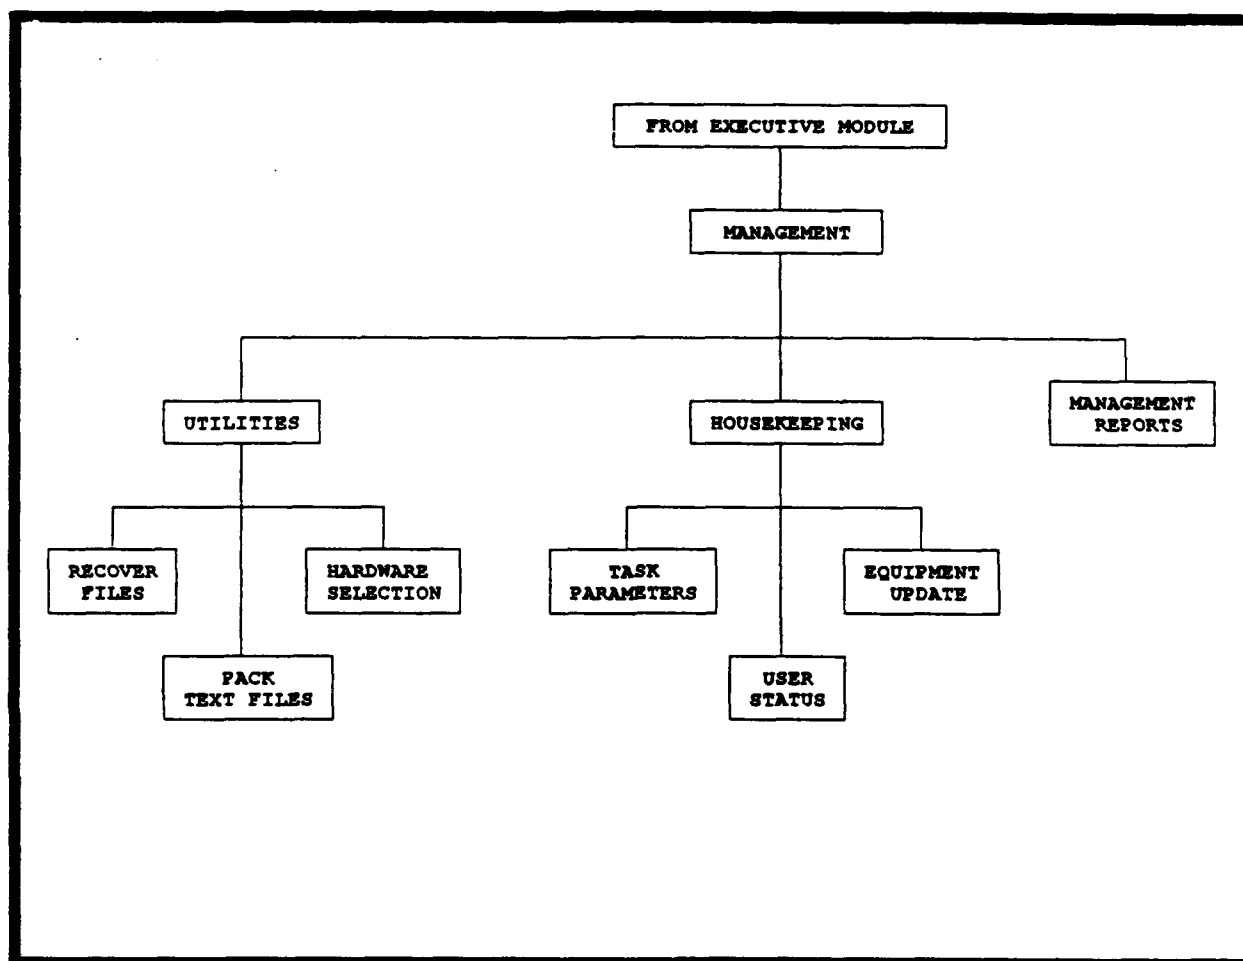 FROM EXECUTIVE MODULE
MANAGEMENT
UTILITIES
HOUSEKEEPING
MANAGEMENT
REPORTS
RECOVER
FILES
HARDWARE
SELECTION
TASK
PARAMETERS
EQUIPMENT
UPDATE
PACK
TEXT FILES
USER
STATUS